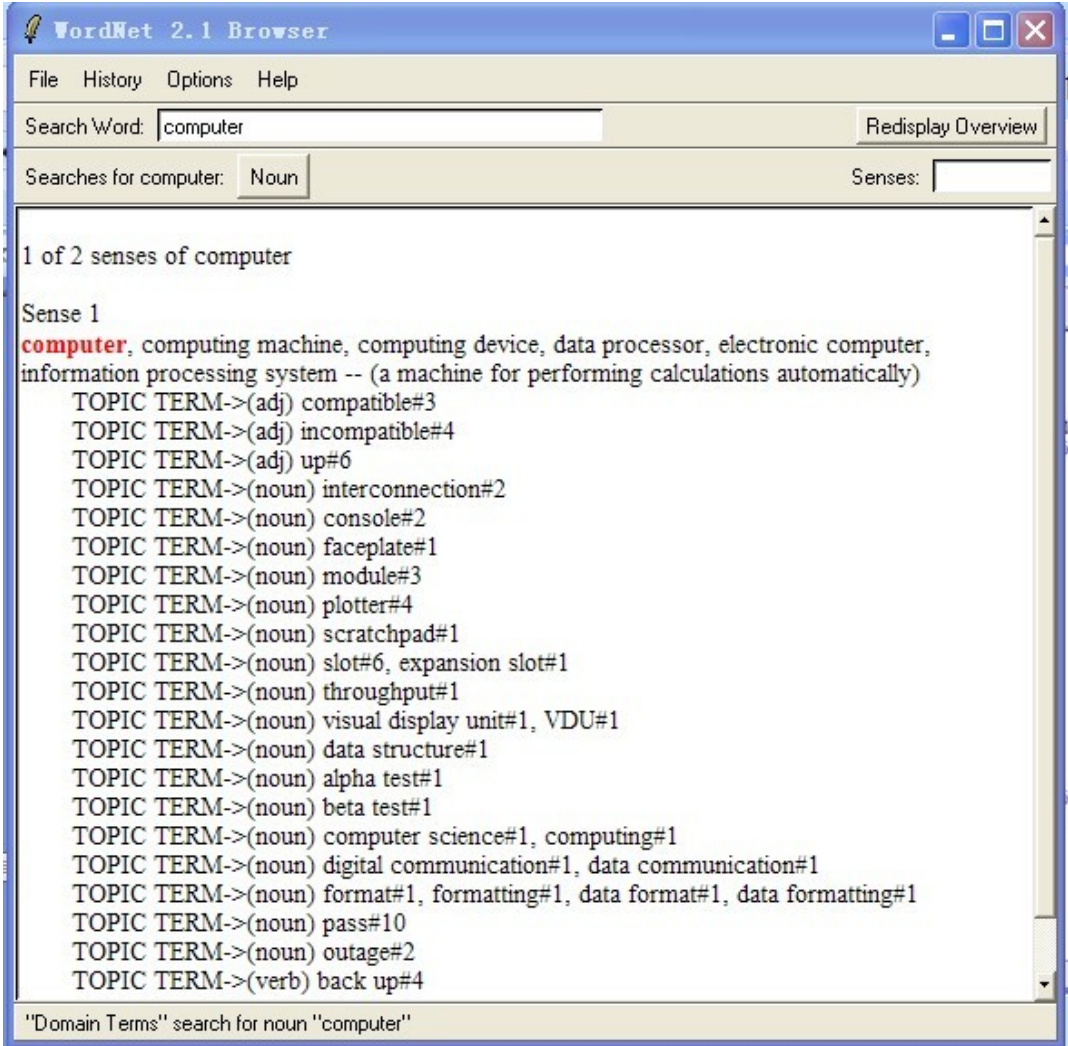 WordNet 2.1 Browser
File History Options Help
Search Word: computer Redisplay Overview
Searches for computer: Noun Senses:
1 of 2 senses of computer
Sense 1
computer, computing machine, computing device, data processor, electronic computer,
information processing system -- (a machine for performing calculations automatically)
TOPIC TERM->(adj) compatible#3
TOPIC TERM->(adj) incompatible#4
TOPIC TERM->(adj) up#6
TOPIC TERM->(noun) interconnection#2
TOPIC TERM->(noun) console#2
TOPIC TERM->(noun) faceplate#1
TOPIC TERM->(noun) module#3
TOPIC TERM->(noun) plotter#4
TOPIC TERM->(noun) scratchpad#1
TOPIC TERM->(noun) slot#6, expansion slot#1
TOPIC TERM->(noun) throughput#1
TOPIC TERM->(noun) visual display unit#1, VDU#1
TOPIC TERM->(noun) data structure#1
TOPIC TERM->(noun) alpha test#1
TOPIC TERM->(noun) beta test#1
TOPIC TERM->(noun) computer science#1, computing#1
TOPIC TERM->(noun) digital communication#1, data communication#1
TOPIC TERM->(noun) format#1, formatting#1, data format#1, data formatting#1
TOPIC TERM->(noun) pass#10
TOPIC TERM->(noun) outage#2
TOPIC TERM->(verb) back up#4
"Domain Terms" search for noun "computer"